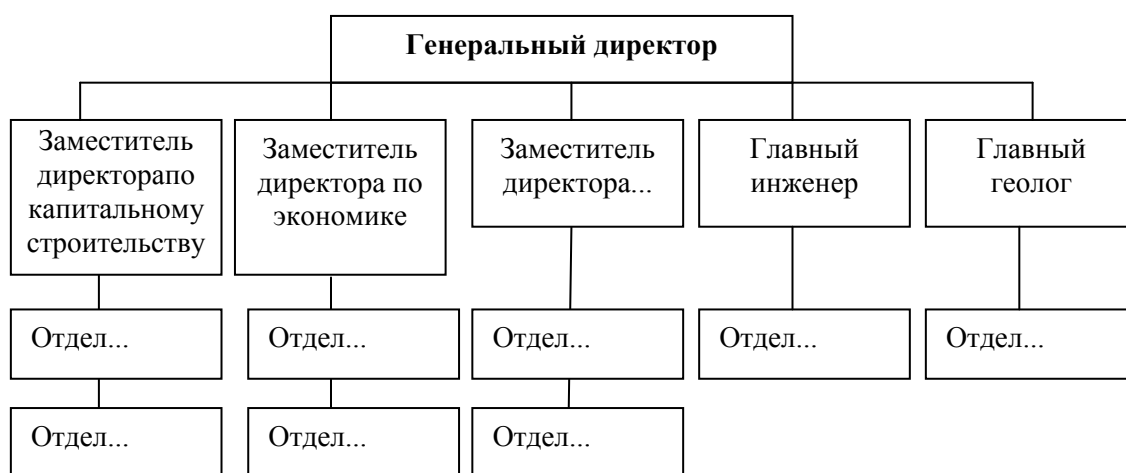 Генеральный директор
Заместитель
директорапо
капитальному
строительству
Заместитель
директора по
экономике
Заместитель
директора...
Главный
инженер
Главный
геолог
Отдел...
Отдел...
Отдел...
Отдел...
Отдел...
Отдел...
Отдел...
Отдел...